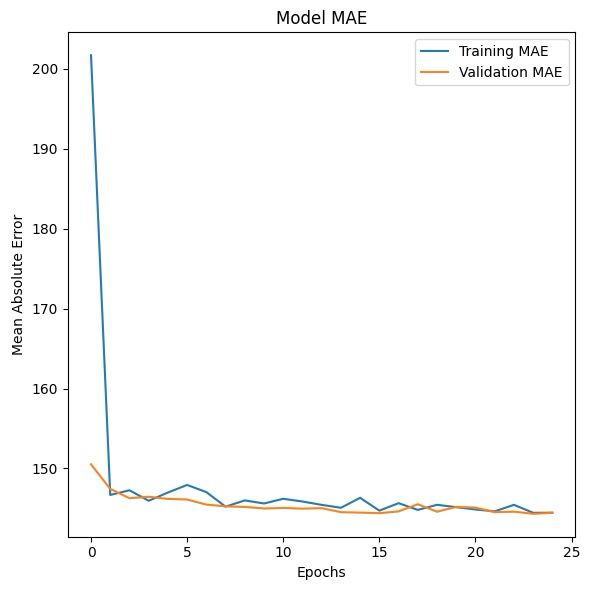 Model MAE
Training MAE
Validation MAE
200
190
180
170
160
150
Mean Absolute Error
0 5 10 15 20 25
Epochs